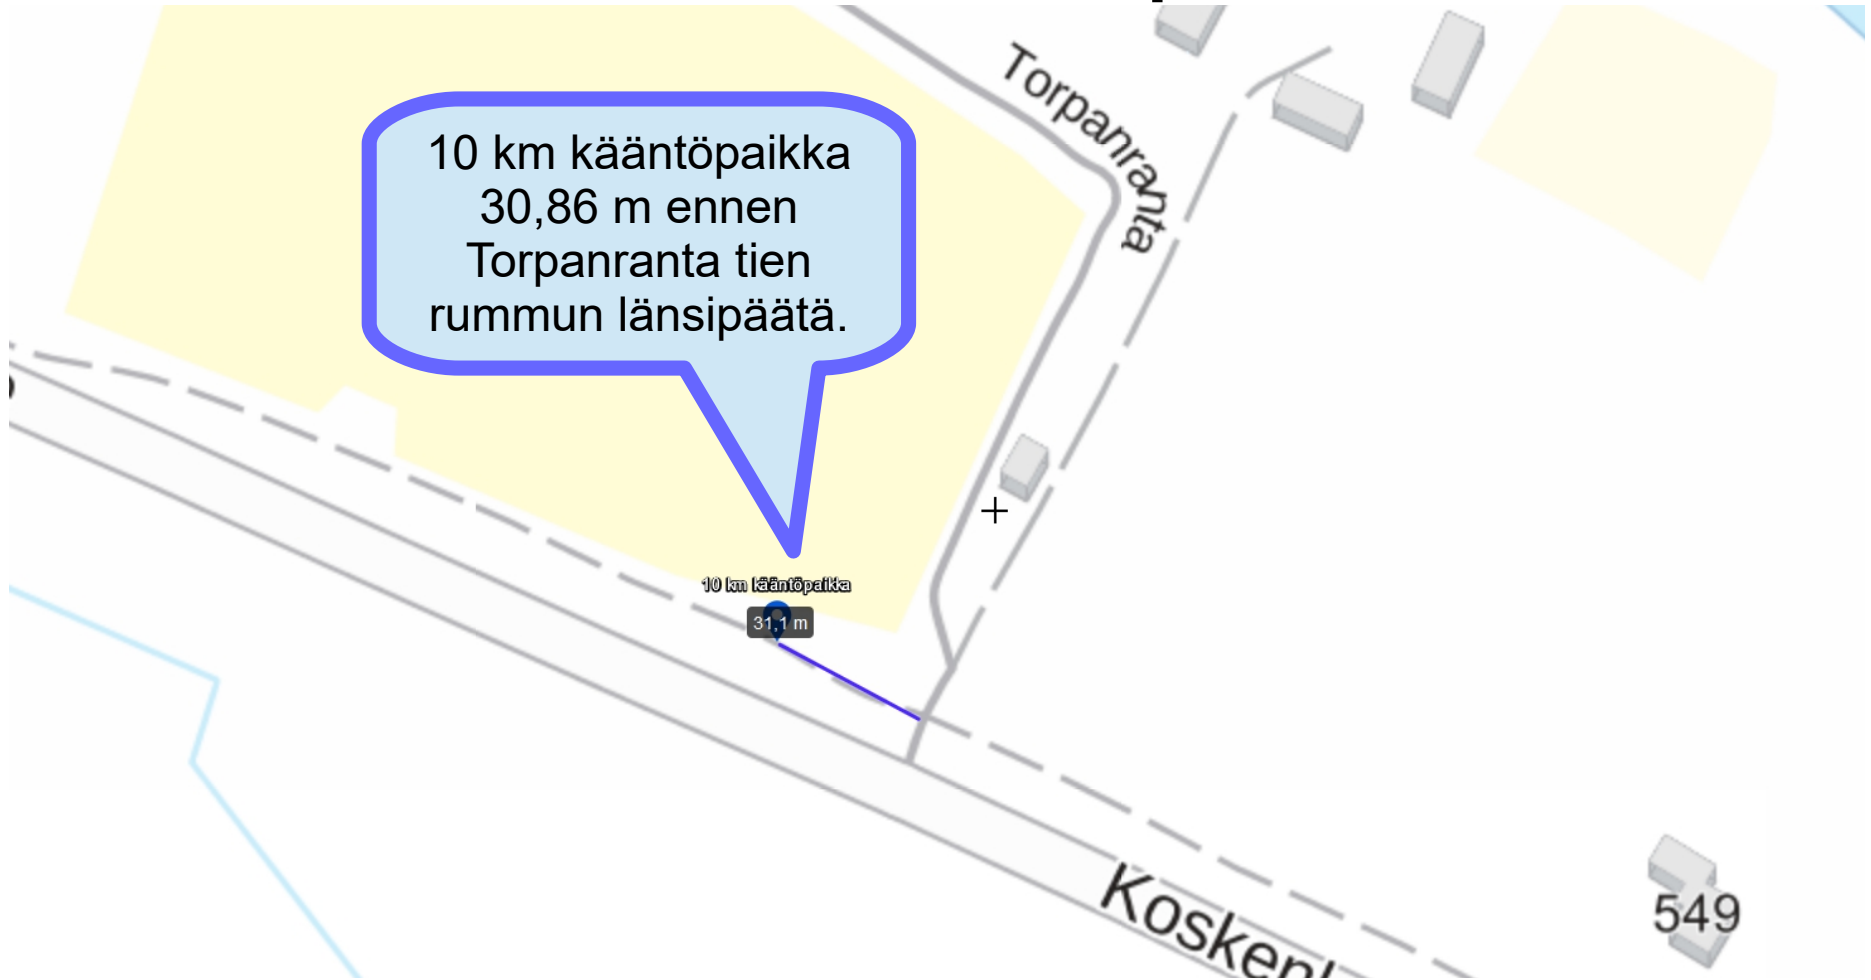 Torpanranta
10 km kääntöpaikka
30,86 m ennen
Torpanranta tien
rummun länsipäätä.
10 km kääntöpaikka
31,1 m
549